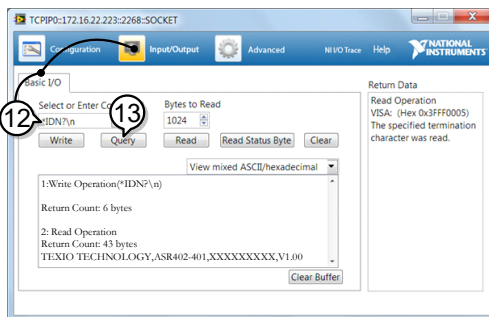 TCPIP0::172.16.22.223::2268::SOCKET
Configuration Input/Output Advanced NI I/O Trace Help NATIONAL INSTRUMENTS
Basic I/O
Return Data
12
Select or Enter Co
13
Bytes to Read
*IDN?\n
1024
Write Query Read Read Status Byte Clear
Read Operation
VISA: (Hex 0x3FFF0005)
The specified termination
character was read.
View mixed ASCII/hexadecimal
1:Write Operation(*IDN?\n)
Return Count: 6 bytes
2: Read Operation
Return Count: 43 bytes
TEXIO TECHNOLOGY,ASR402-401,XXXXXXXXX,V1.00
Clear Buffer